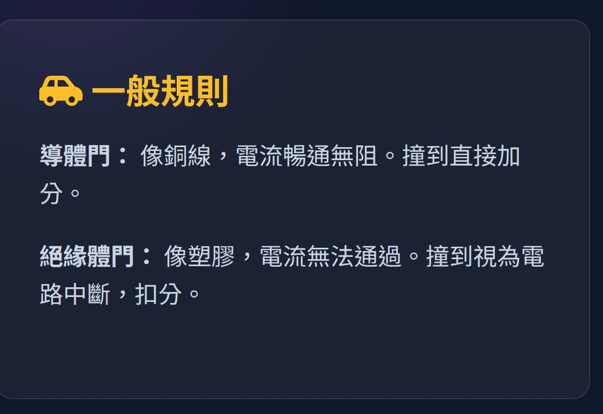 一般規則
導體門： 像銅線，電流暢通無阻。撞到直接加
分。
絕緣體門： 像塑膠，電流無法通過。撞到視為電
路中斷，扣分。